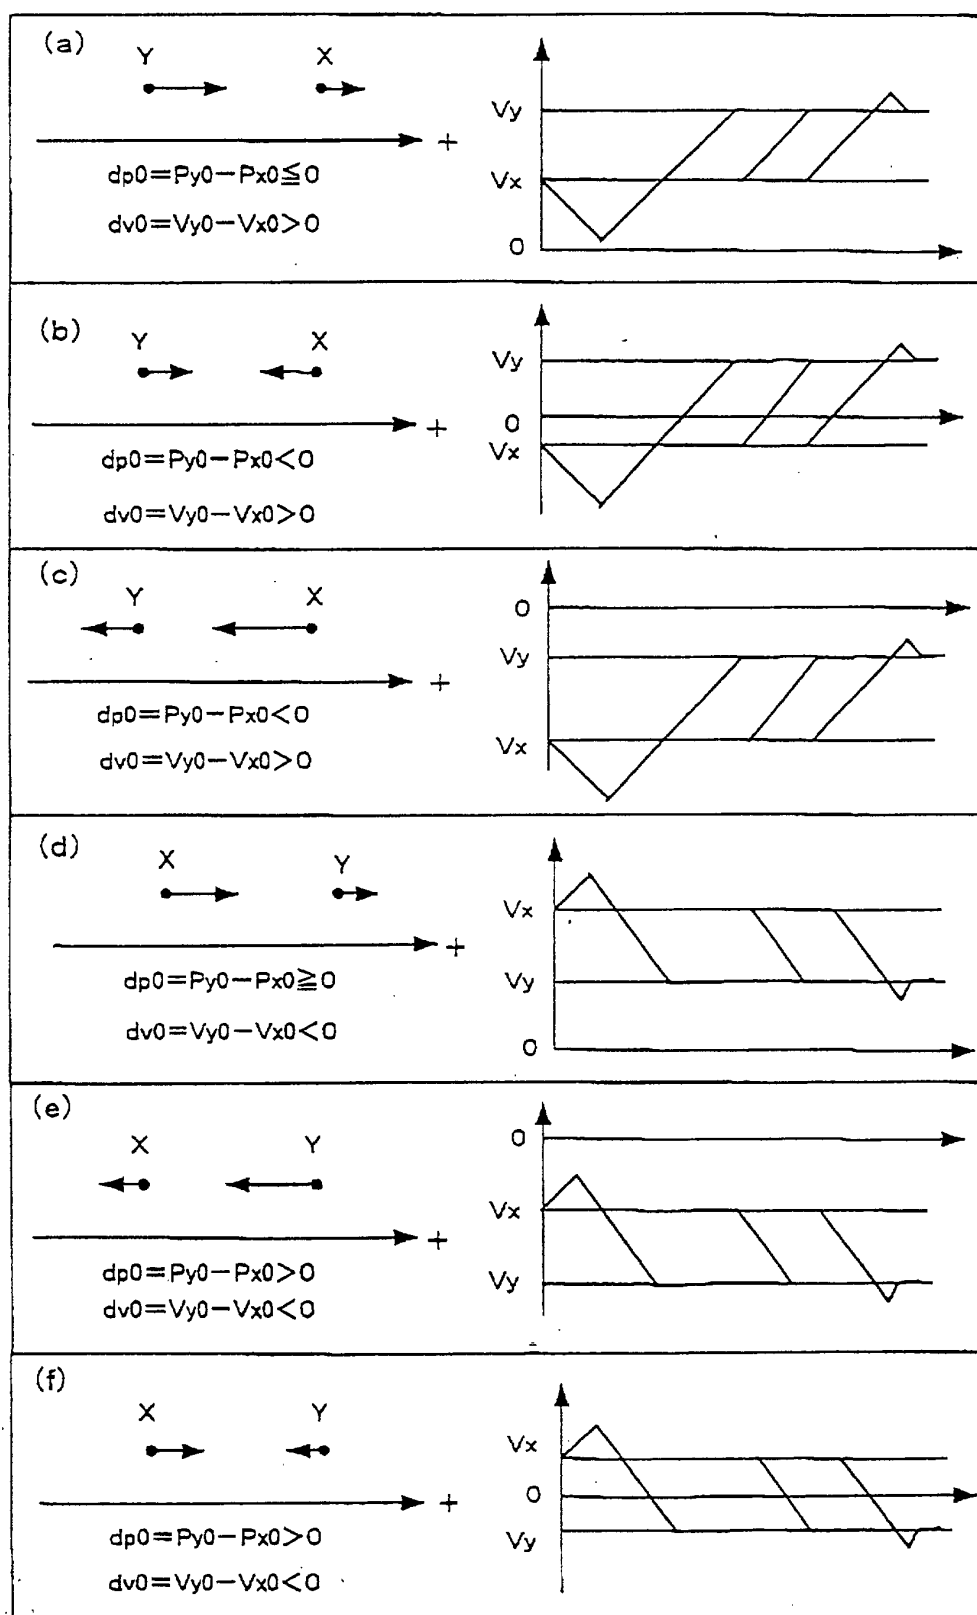 (a)
Y X
+
dp0=Py0-Px0≦0
dv0=Vy0-Vx0>0
Vy
Vx
0
(b)
Y X
+
dp0=Py0-Px0<0
dv0=Vy0-Vx0>0
Vy
0
Vx
(c)
Y X
+
dp0=Py0-Px0<0
dv0=Vy0-Vx0>0
0
Vy
Vx
(d)
X Y
+
dp0=Py0-Px0≧0
dv0=Vy0-Vx0<0
Vx
Vy
0
(e)
X Y
+
dp0=Py0-Px0>0
dv0=Vy0-Vx0<0
0
Vx
Vy
(f)
X Y
+
dp0=Py0-Px0>0
dv0=Vy0-Vx0<0
Vx
0
Vy